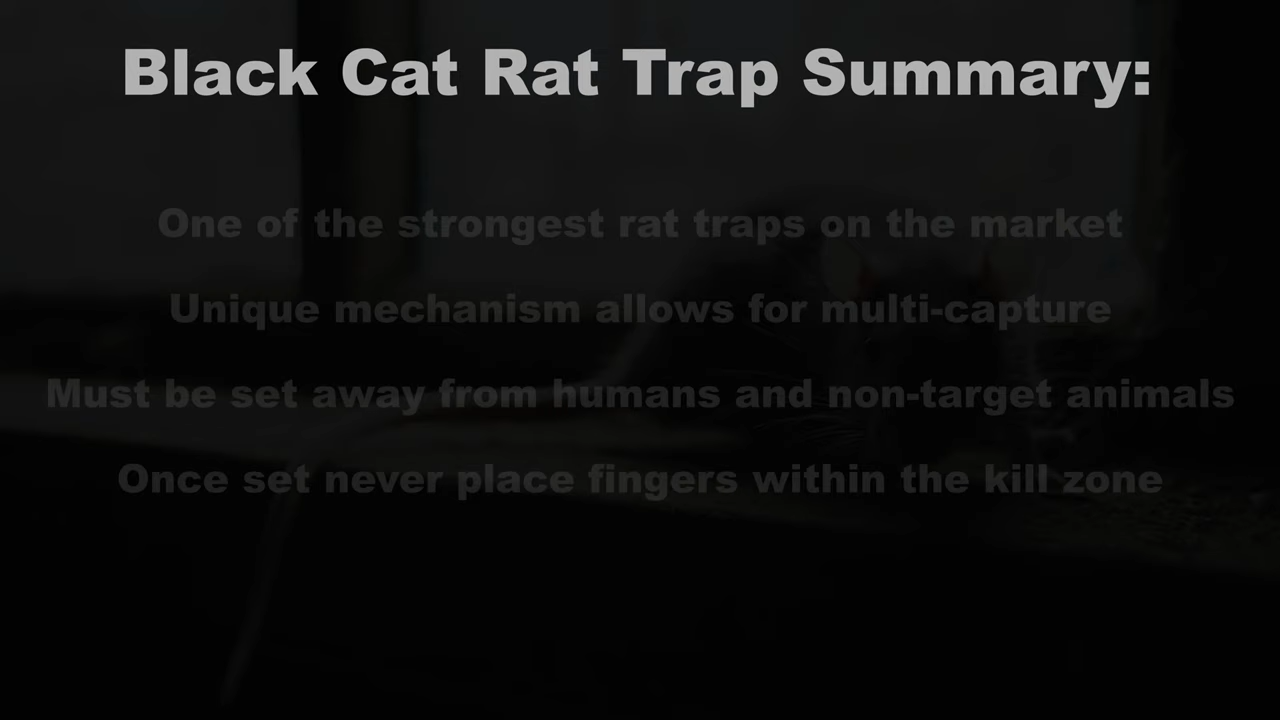 Black Cat Rat Trap Summary:
One of the strongest rat traps on the market
Unique mechanism allows for multi-capture
Must be set away from humans and non-target animals
Once set never place fingers within the kill zone